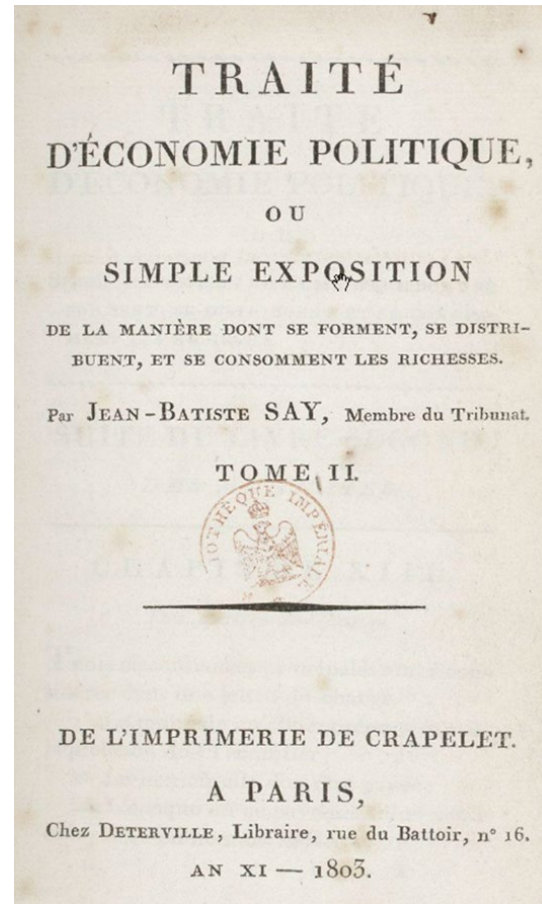 TRAITÉ
D'ÉCONOMIE POLITIQUE,
OU
SIMPLE EXPOSITION
DE LA MANIÈRE DONT SE FORMENT, SE DISTRI-
BUENT, ET SE CONSOMMENT LES RICHESSES.
Par JEAN-BATISTE SAY, Membre du Tribunat.
TOME II.
OTHÈQUE IMPÉRIALE
DE L'IMPRIMERIE DE CRAPELET.
A PARIS,
Chez DETERVILLE, Libraire, rue du Battoir, n° 16.
AN XI — 1803.